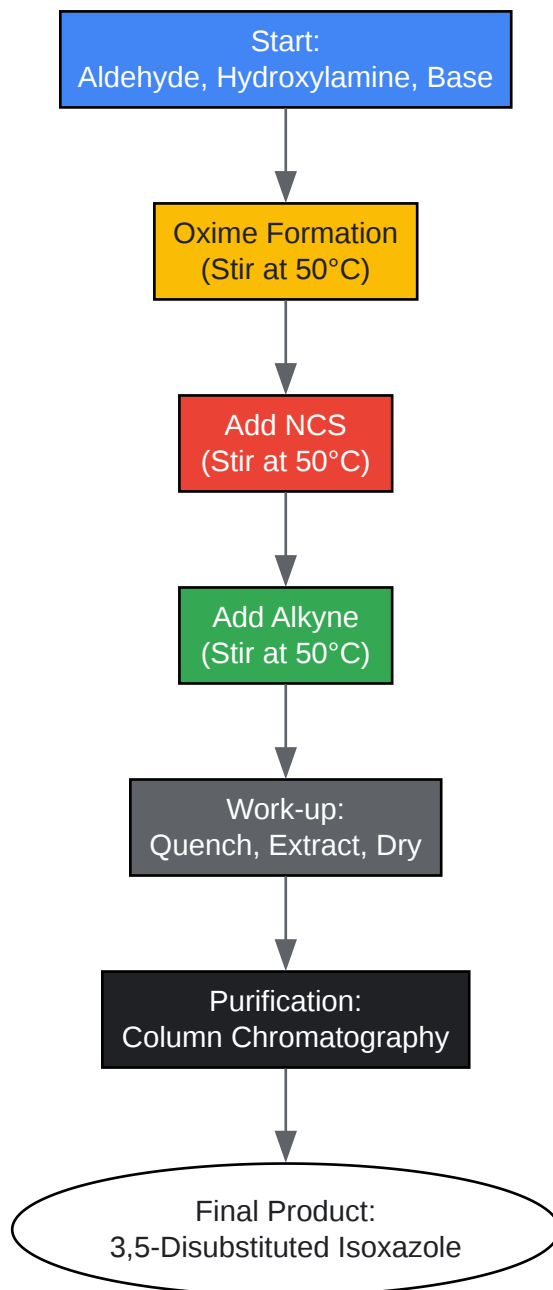 Start:
Aldehyde, Hydroxylamine, Base
Oxime Formation
(Stir at 50°C)
Add NCS
(Stir at 50°C)
Add Alkyne
(Stir at 50°C)
Work-up:
Quench, Extract, Dry
Purification:
Column Chromatography
Final Product:
3,5-Disubstituted Isoxazole